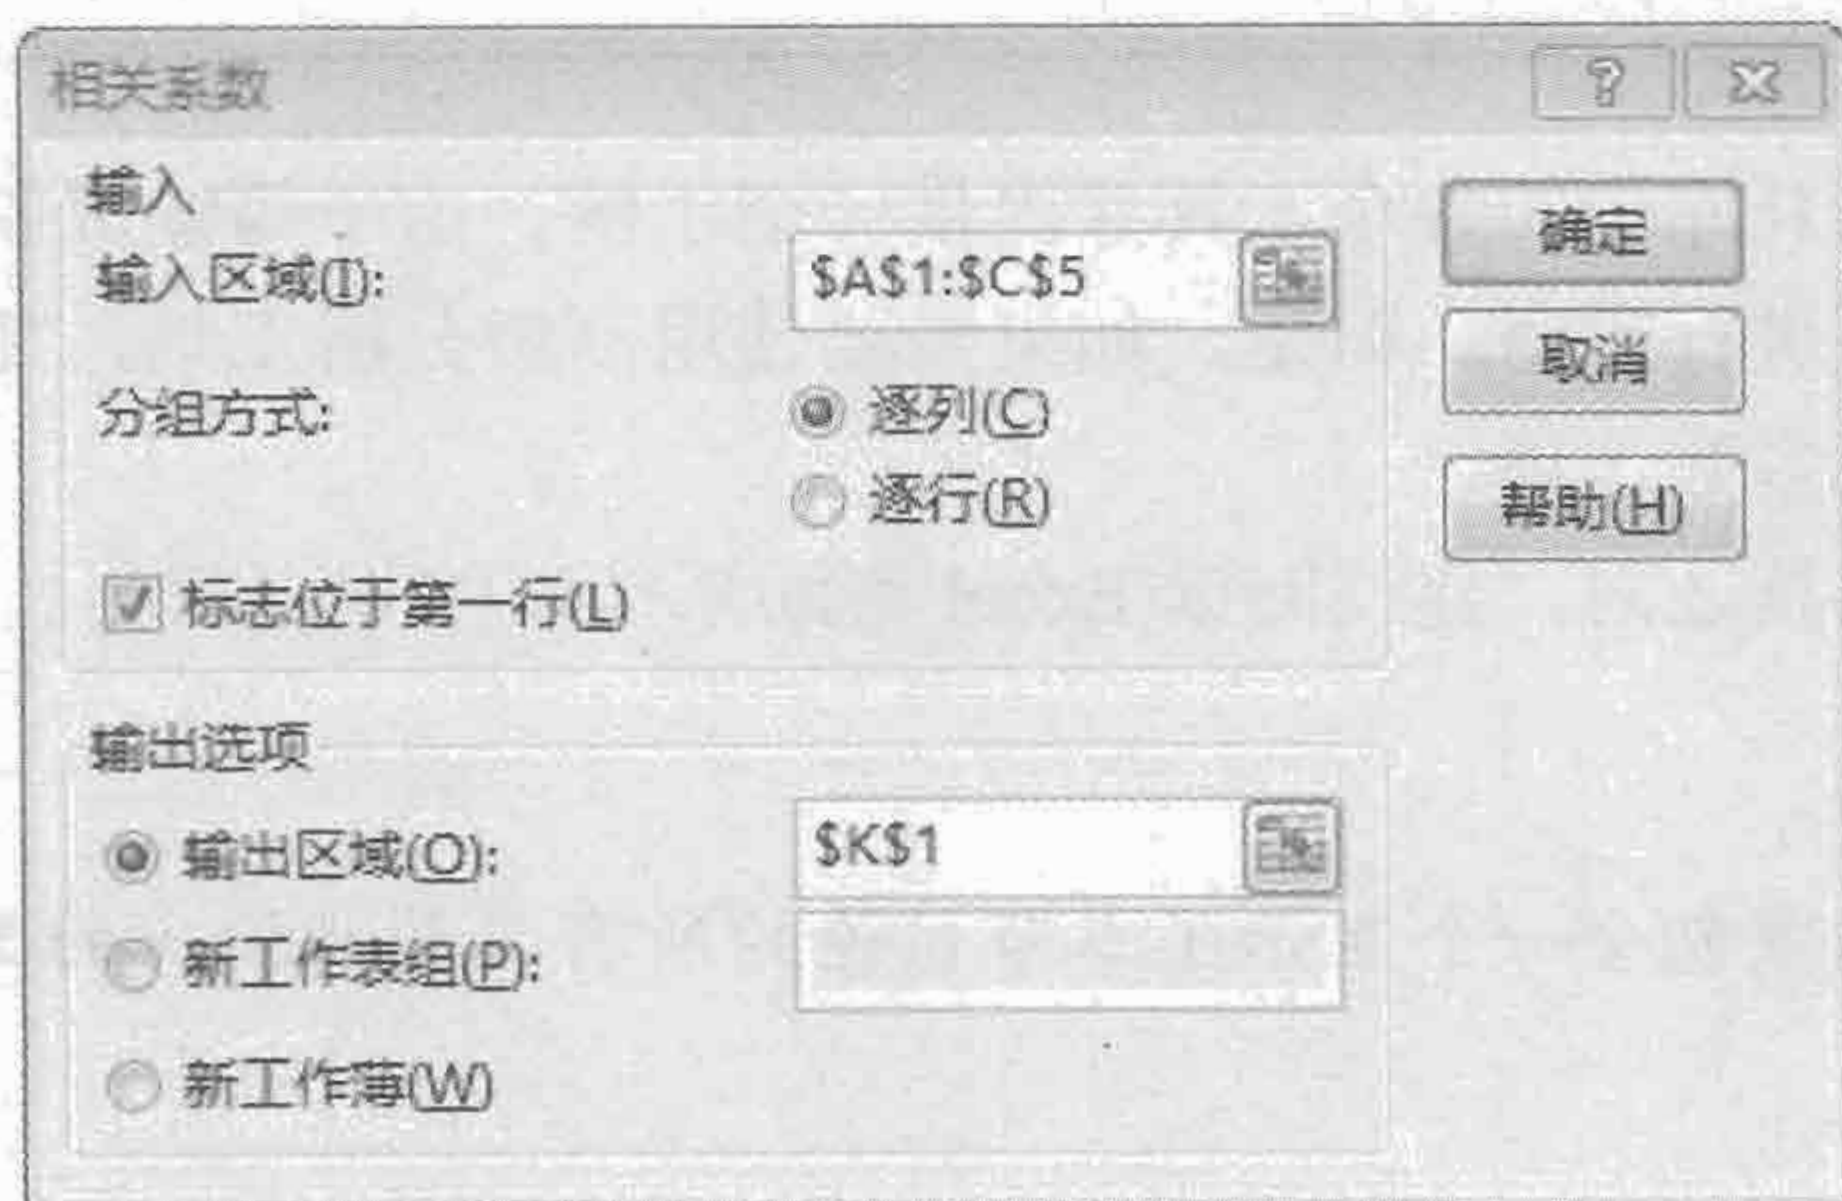 相关系数
输入
输入区域(I): $A$1:$C$5
分组方式: 逐列(C)
逐行(R)
标志位于第一行(L)
输出选项
输出区域(O): $K$1
新工作表组(P):
新工作薄(W)
确定
取消
帮助(H)